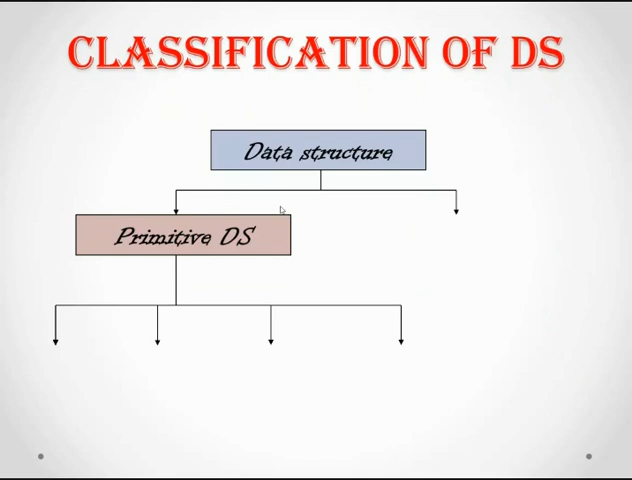 CLASSIFICATION OF DS
Data structure
Primitive DS